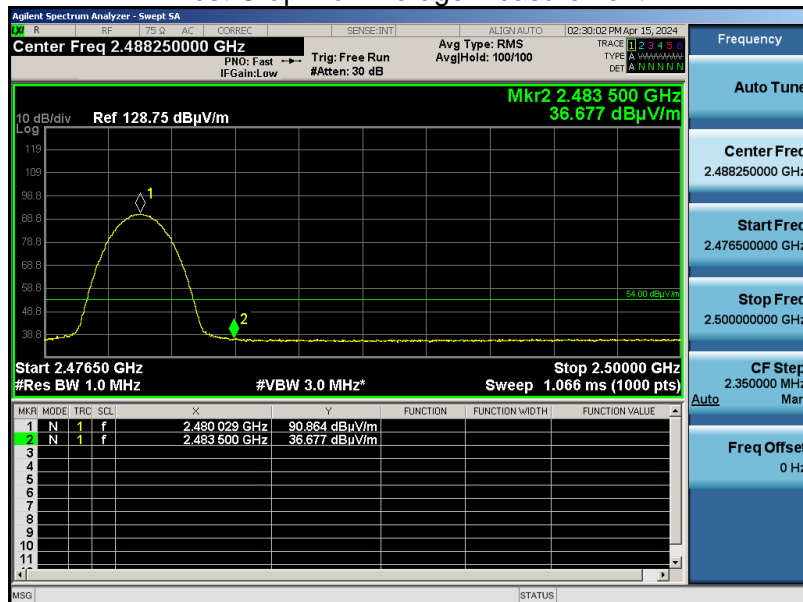 Agilent Spectrum Analyzer - Swept SA
LXI R RF 75 Ω AC CORREC SENSE:INT ALIGN AUTO 02:30:02 PM Apr 15, 2024
Center Freq 2.488250000 GHz
PNO: Fast
IFGain:Low
Trig: Free Run
#Atten: 30 dB
Avg Type: RMS
Avg|Hold: 100/100
TRACE 1 2 3 4 5 6
TYPE A
DET A N N N N N
Mkr2 2.483 500 GHz
36.677 dBµV/m
10 dB/div Ref 128.75 dBµV/m
Log
119
109
98.8
88.8
78.8
68.8
58.8
48.8
38.8
1
2
54.00 dBµV/m
Start 2.47650 GHz Stop 2.50000 GHz
#Res BW 1.0 MHz #VBW 3.0 MHz* Sweep 1.066 ms (1000 pts)
MKR MODE TRC SCL X Y FUNCTION FUNCTION WIDTH FUNCTION VALUE
1 N 1 f 2.480 029 GHz 90.864 dBµV/m
2 N 1 f 2.483 500 GHz 36.677 dBµV/m
3
4
5
6
7
8
9
10
11
MSG STATUS
Frequency
Auto Tune
Center Freq
2.488250000 GHz
Start Freq
2.476500000 GHz
Stop Freq
2.500000000 GHz
CF Step
2.350000 MHz
Auto Man
Freq Offset
0 Hz